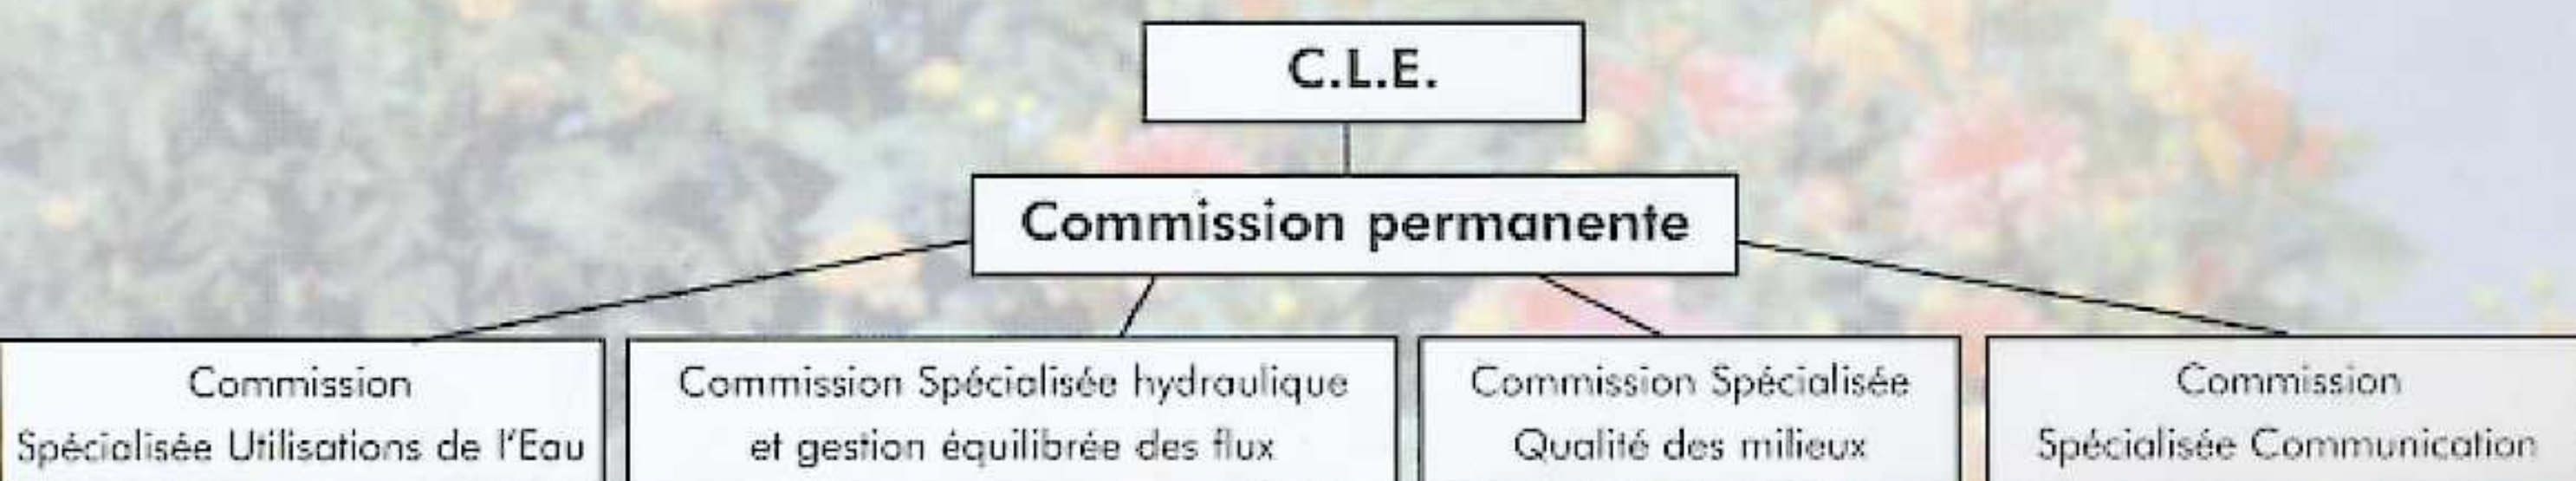 C.L.E.
Commission permanente
Commission
Spécialisée Utilisations de l'Eau
Commission Spécialisée hydraulique
et gestion équilibrée des flux
Commission Spécialisée
Qualité des milieux
Commission
Spécialisée Communication